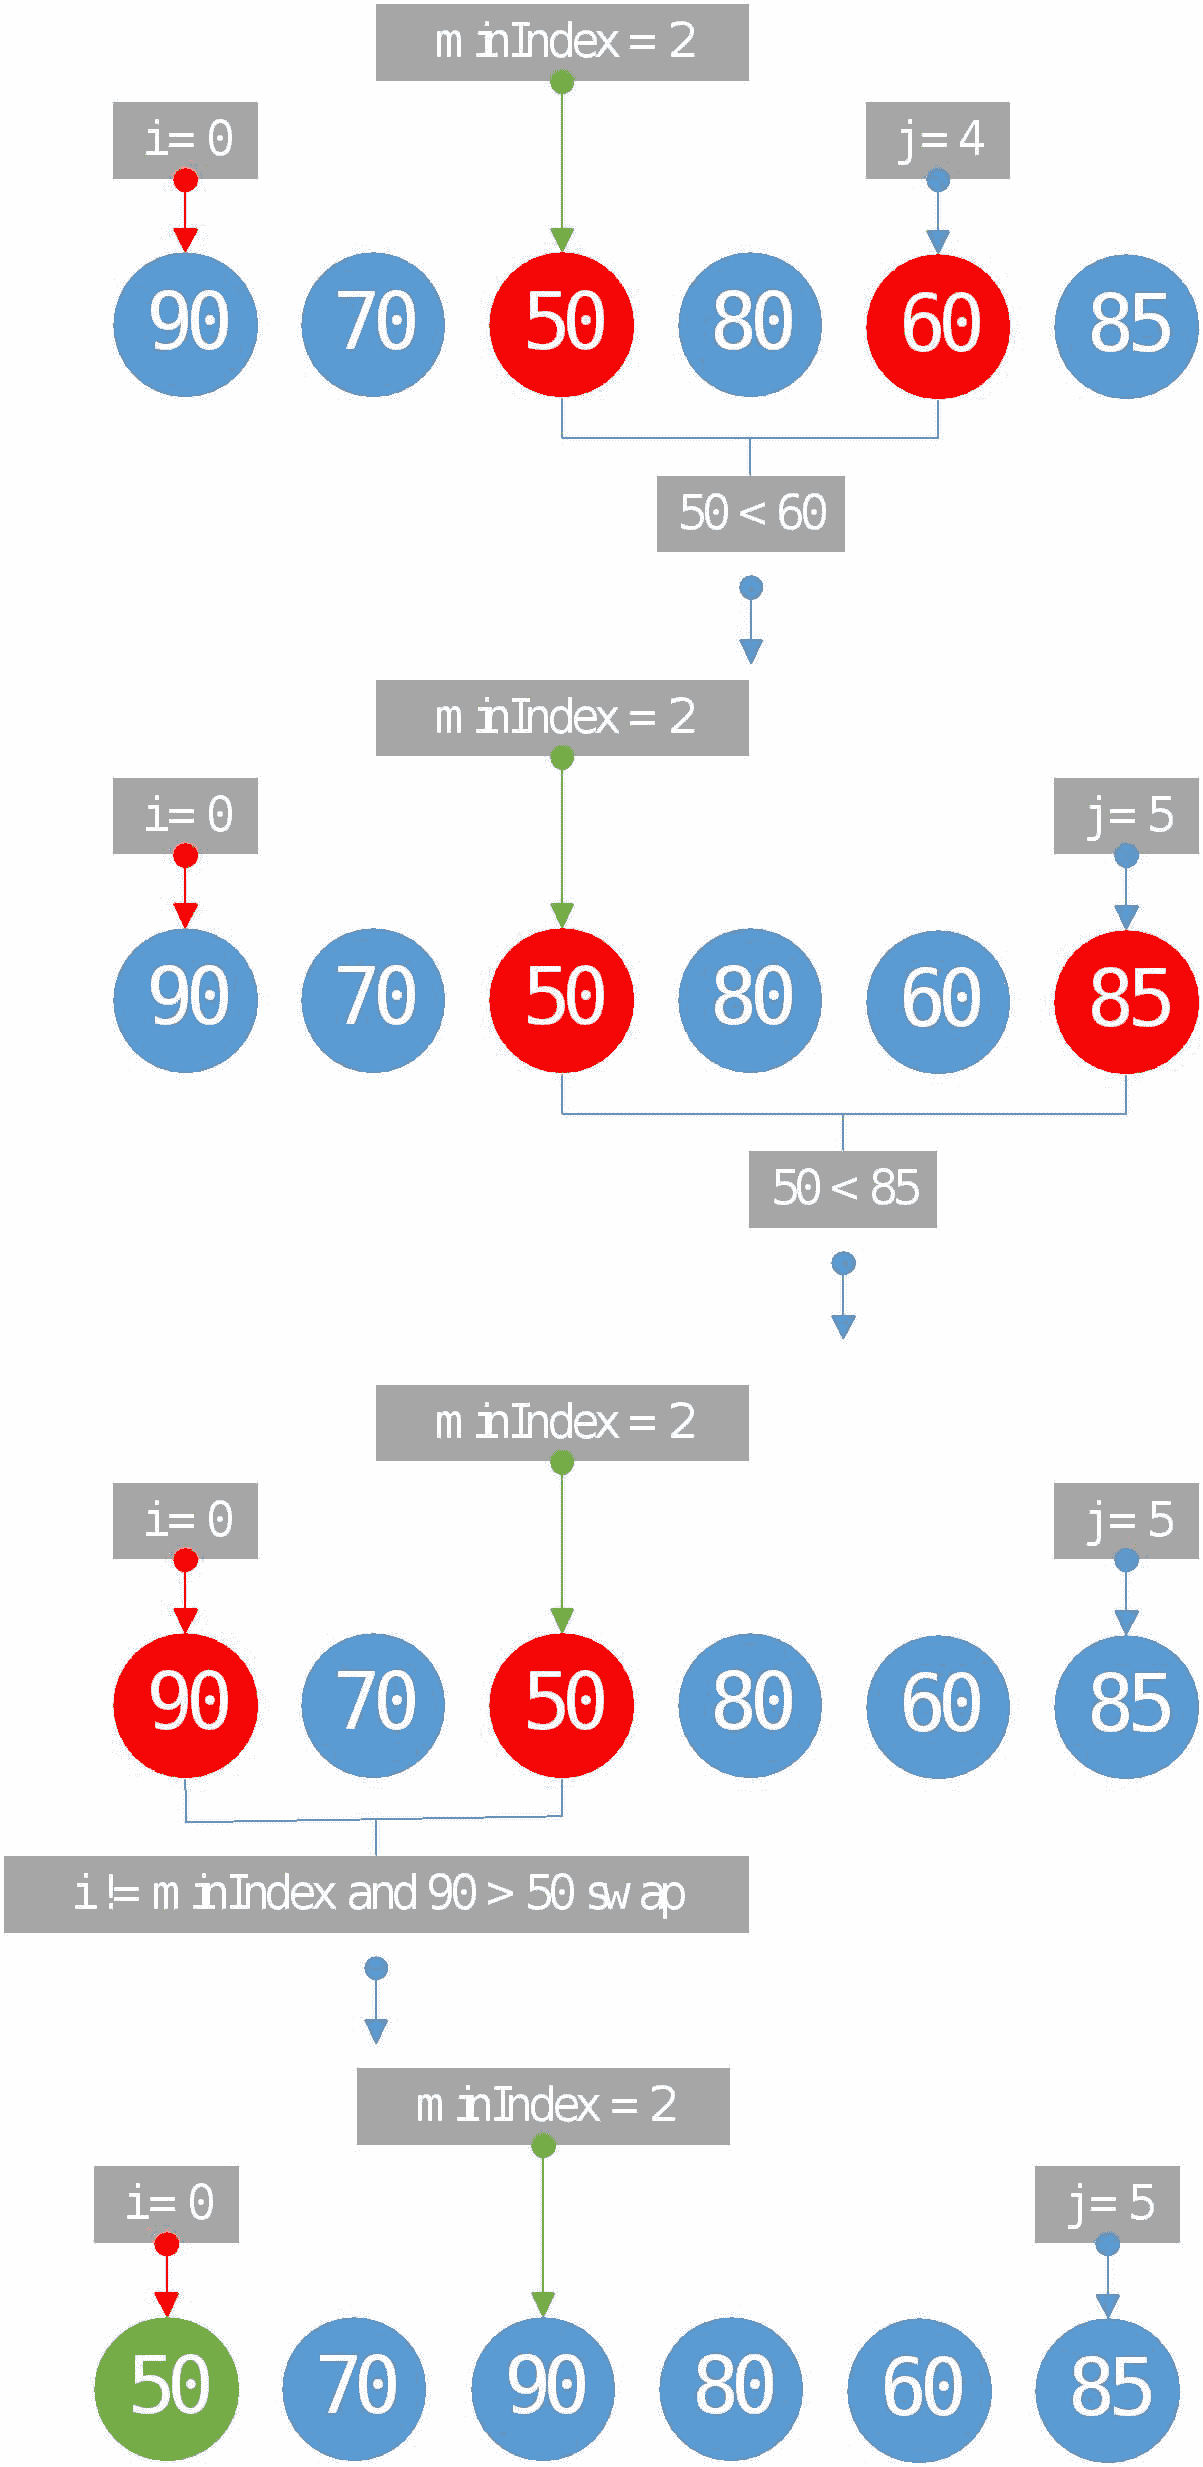 minIndex = 2
i= 0
j= 4
90 70 50 80 60 85
50 < 60
minIndex = 2
i= 0
j= 5
90 70 50 80 60 85
50 < 85
minIndex = 2
i= 0
j= 5
90 70 50 80 60 85
i != minIndex and 90 > 50 swap
minIndex = 2
i= 0
j= 5
50 70 90 80 60 85